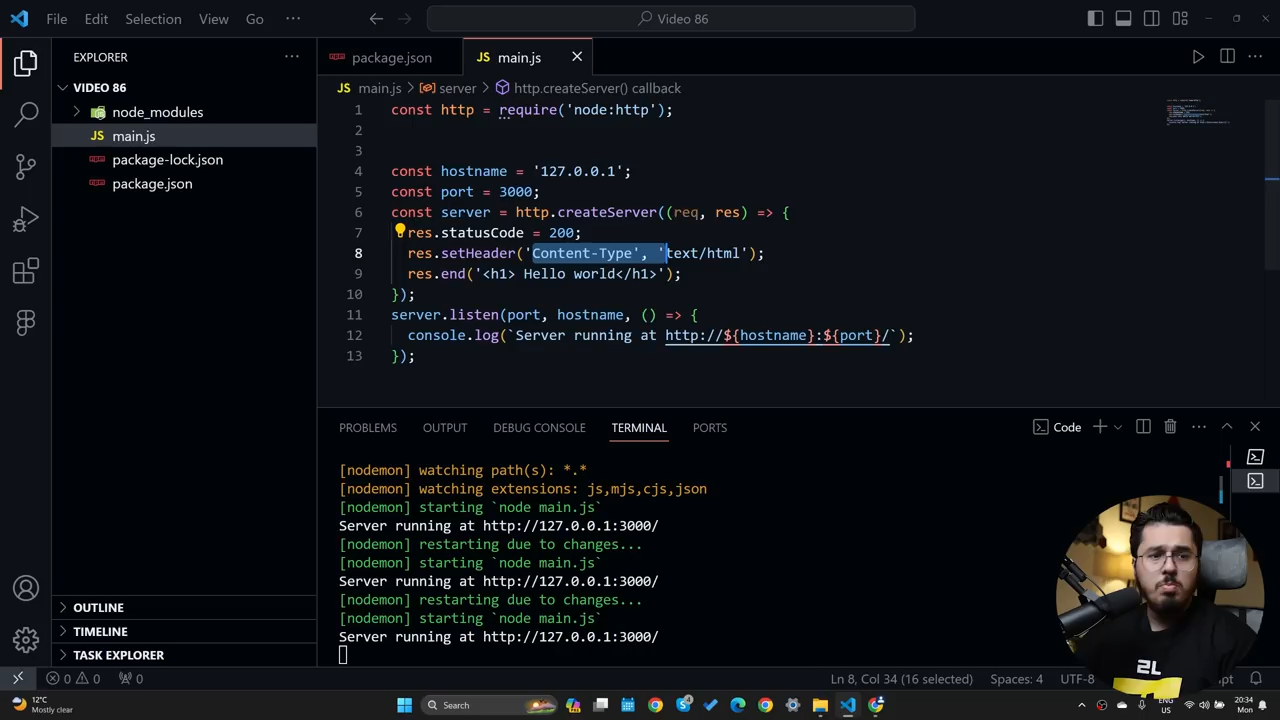 File Edit Selection View Go ··· Video 86
EXPLORER ···
VIDEO 86
node_modules
JS main.js
package-lock.json
package.json
OUTLINE
TIMELINE
TASK EXPLORER
package.json JS main.js
JS main.js > server > http.createServer() callback
1 const http = require('node:http');
2
3
4 const hostname = '127.0.0.1';
5 const port = 3000;
6 const server = http.createServer((req, res) => {
7 res.statusCode = 200;
8 res.setHeader('Content-Type', 'text/html');
9 res.end('<h1> Hello world</h1>');
10 });
11 server.listen(port, hostname, () => {
12 console.log(`Server running at http://${hostname}:${port}/`);
13 });
PROBLEMS OUTPUT DEBUG CONSOLE TERMINAL PORTS Code
[nodemon] watching path(s): *.*
[nodemon] watching extensions: js,mjs,cjs,json
[nodemon] starting `node main.js`
Server running at http://127.0.0.1:3000/
[nodemon] restarting due to changes...
[nodemon] starting `node main.js`
Server running at http://127.0.0.1:3000/
[nodemon] restarting due to changes...
[nodemon] starting `node main.js`
Server running at http://127.0.0.1:3000/
2L
0 0 0 Ln 8, Col 34 (16 selected) Spaces: 4 UTF-8
12°C
Mostly clear
Search
ENG
US
20:34
Mon